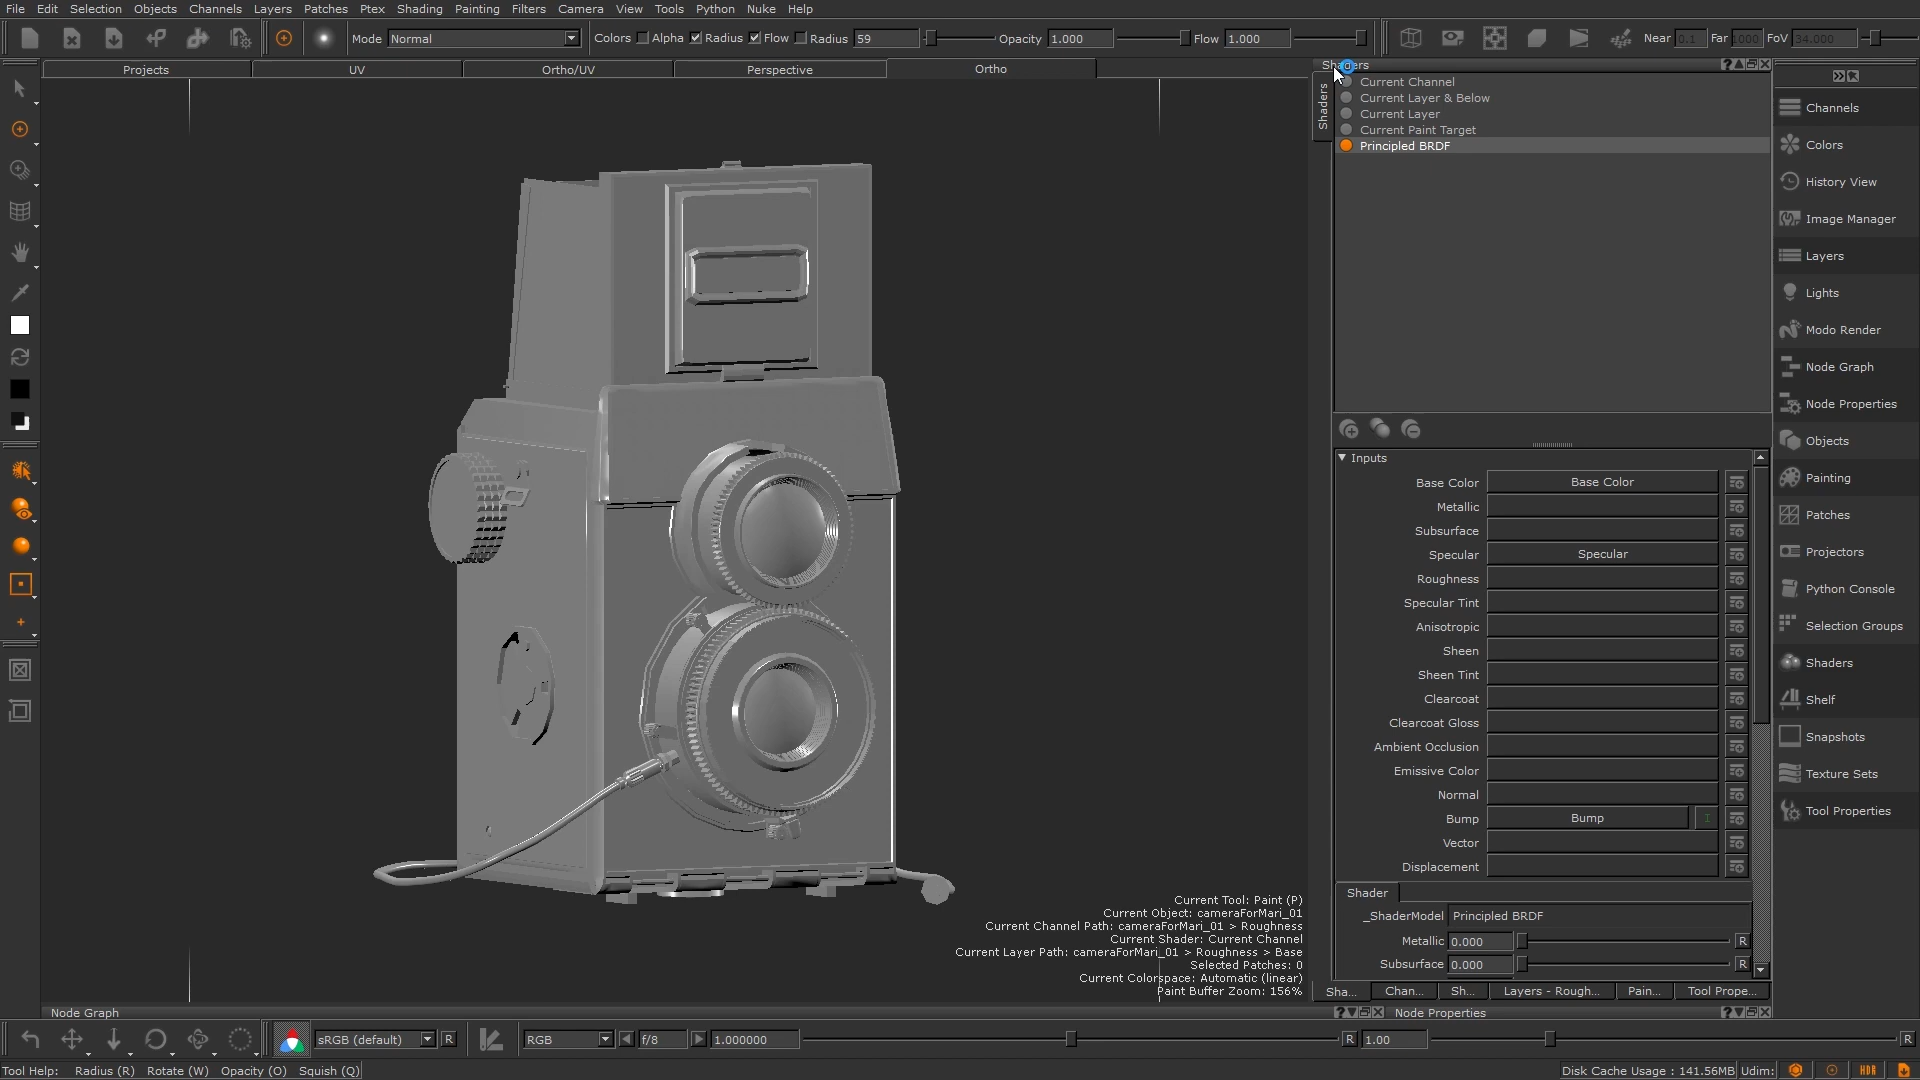 File Edit Selection Objects Channels Layers Patches Ptex Shading Painting Filters Camera View Tools Python Nuke Help
Mode Normal Colors Alpha Radius Flow Radius 59 Opacity 1.000 Flow 1.000 Near 0.1 Far 1000 FoV 34.000
Projects UV Ortho/UV Perspective Ortho
Shaders
Current Channel
Current Layer & Below
Current Layer
Current Paint Target
Principled BRDF
Inputs
Base Color Base Color
Metallic
Subsurface
Specular Specular
Roughness
Specular Tint
Anisotropic
Sheen
Sheen Tint
Clearcoat
Clearcoat Gloss
Ambient Occlusion
Emissive Color
Normal
Bump Bump I
Vector
Displacement
Shader
_ShaderModel Principled BRDF
Metallic 0.000 R
Subsurface 0.000 R
Sha... Chan... Sh... Layers - Rough... Pain... Tool Prope...
Channels
Colors
History View
Image Manager
Layers
Lights
Modo Render
Node Graph
Node Properties
Objects
Painting
Patches
Projectors
Python Console
Selection Groups
Shaders
Shelf
Snapshots
Texture Sets
Tool Properties
Current Tool: Paint (P)
Current Object: cameraForMari_01
Current Channel Path: cameraForMari_01 > Roughness
Current Shader: Current Channel
Current Layer Path: cameraForMari_01 > Roughness > Base
Selected Patches: 0
Current Colorspace: Automatic (linear)
Paint Buffer Zoom: 156%
Node Graph Node Properties
sRGB (default) R RGB f/8 1.000000 R 1.00 R
Tool Help: Radius (R) Rotate (W) Opacity (O) Squish (Q) Disk Cache Usage : 141.56MB Udim: HDR